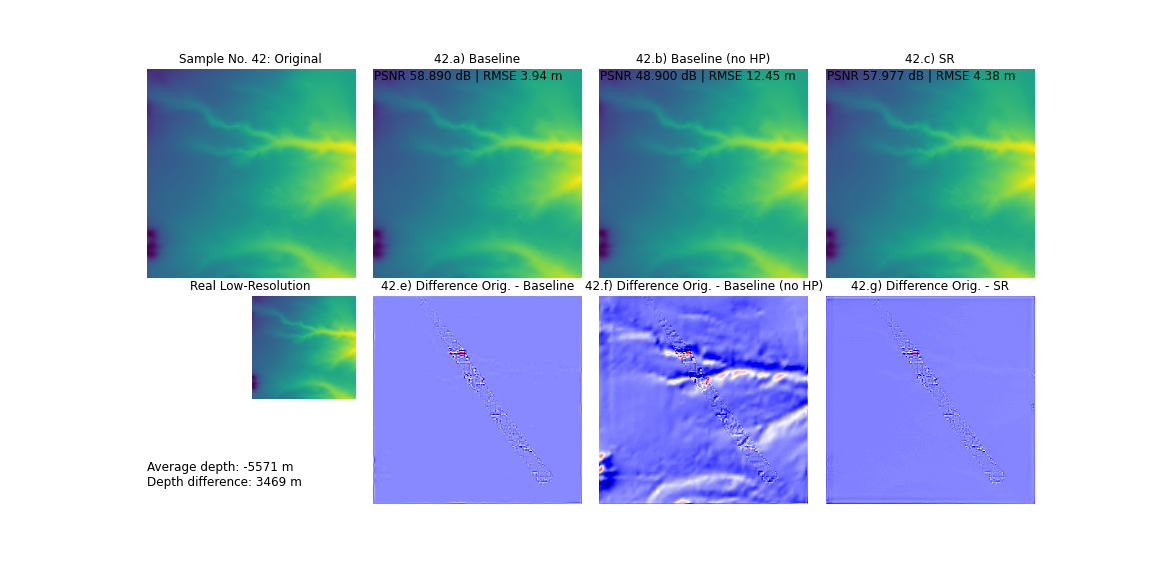 Sample No. 42: Original
42.a) Baseline
42.b) Baseline (no HP)
42.c) SR
PSNR 58.890 dB | RMSE 3.94 m
PSNR 48.900 dB | RMSE 12.45 m
PSNR 57.977 dB | RMSE 4.38 m
Real Low-Resolution
42.e) Difference Orig. - Baseline
42.f) Difference Orig. - Baseline (no HP)
42.g) Difference Orig. - SR
Average depth: -5571 m
Depth difference: 3469 m